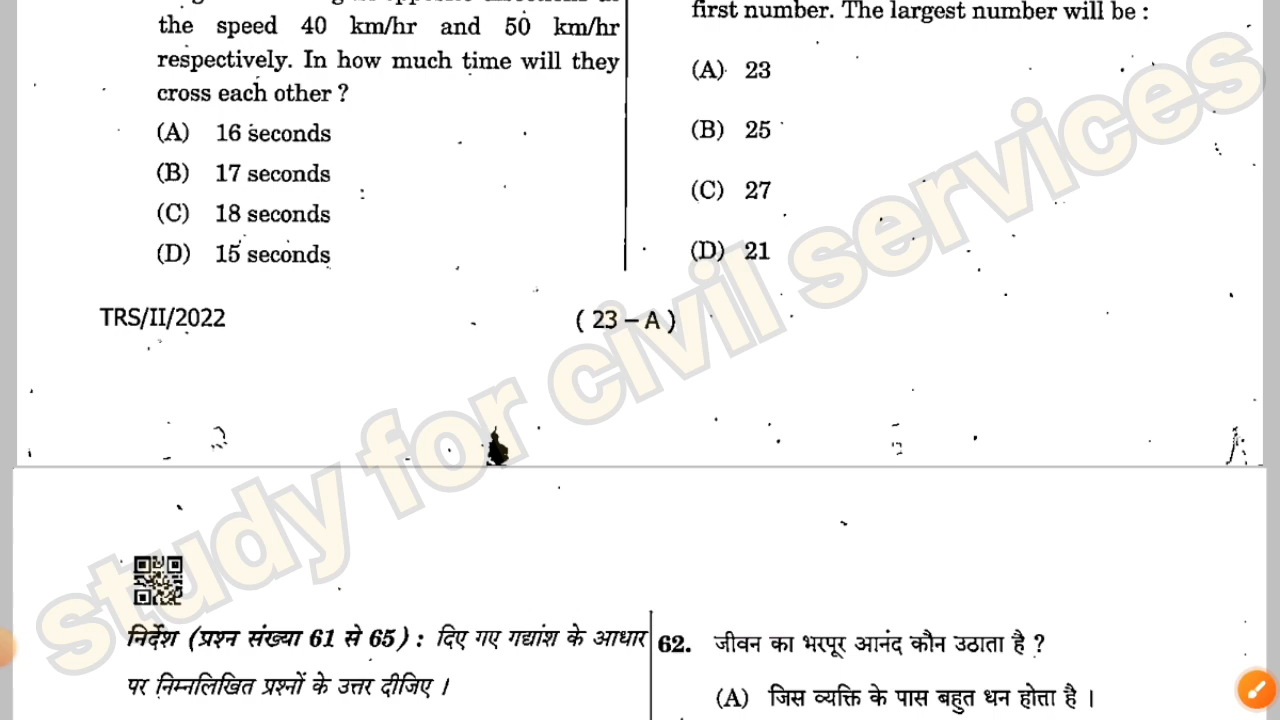 the speed 40 km/hr and 50 km/hr
respectively. In how much time will they
cross each other ?
(A) 16 seconds
(B) 17 seconds
(C) 18 seconds
(D) 15 seconds
first number. The largest number will be :
(A) 23
(B) 25
(C) 27
(D) 21
TRS/II/2022
( 23 – A )
study for civil services
निर्देश (प्रश्न संख्या 61 से 65) : दिए गए गद्यांश के आधार
पर निम्नलिखित प्रश्नों के उत्तर दीजिए ।
62. जीवन का भरपूर आनंद कौन उठाता है ?
(A) जिस व्यक्ति के पास बहुत धन होता है ।